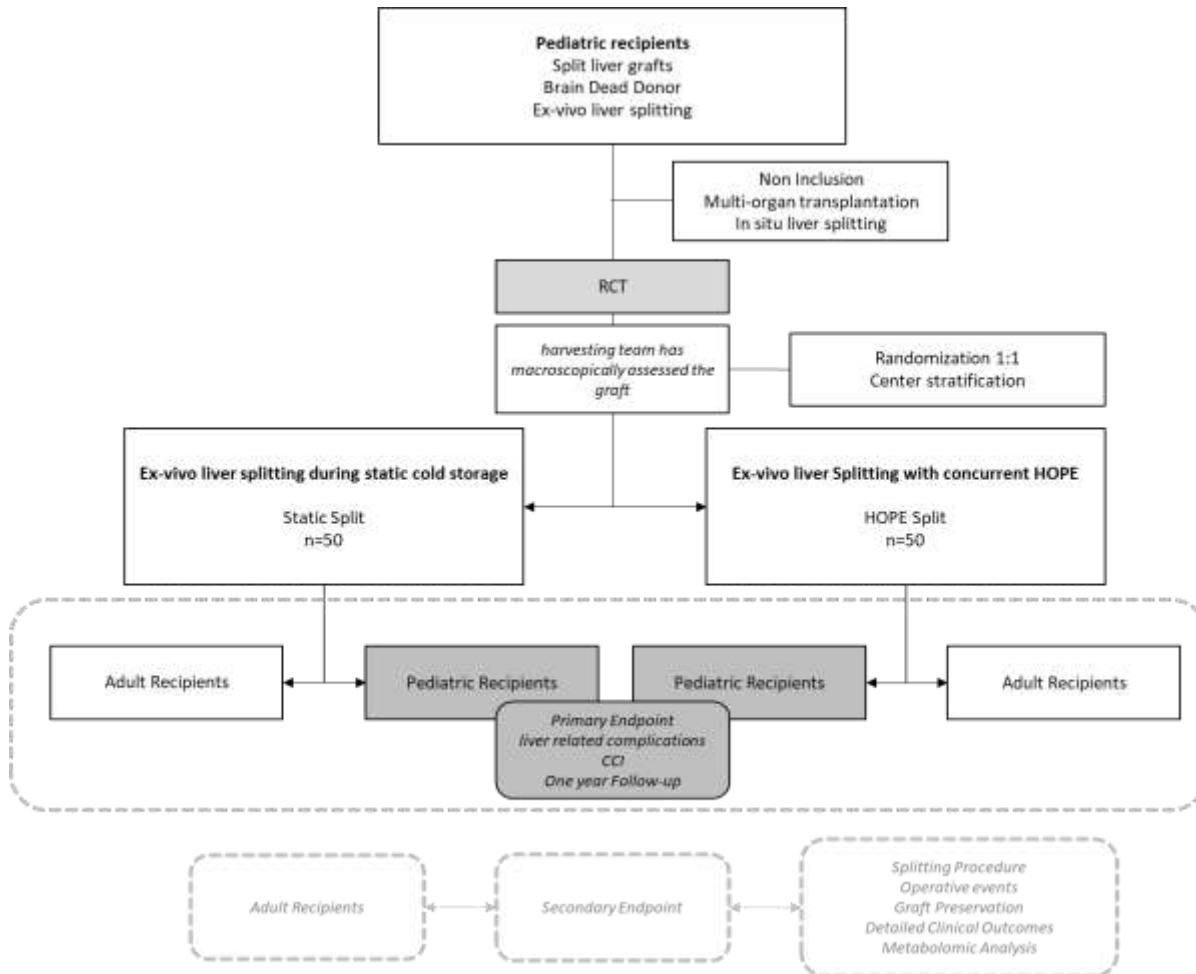 Pediatric recipients
Split liver grafts
Brain Dead Donor
Ex-vivo liver splitting
Non Inclusion
Multi-organ transplantation
In situ liver splitting
RCT
harvesting team has
macroscopically assessed the
graft
Randomization 1:1
Center stratification
Ex-vivo liver splitting during static cold storage
Static Split
n=50
Ex-vivo liver Splitting with concurrent HOPE
HOPE Split
n=50
Adult Recipients
Pediatric Recipients
Pediatric Recipients
Adult Recipients
Primary Endpoint
liver related complications
CCI
One year Follow-up
Adult Recipients
Secondary Endpoint
Splitting Procedure
Operative events
Graft Preservation
Detailed Clinical Outcomes
Metabolomic Analysis